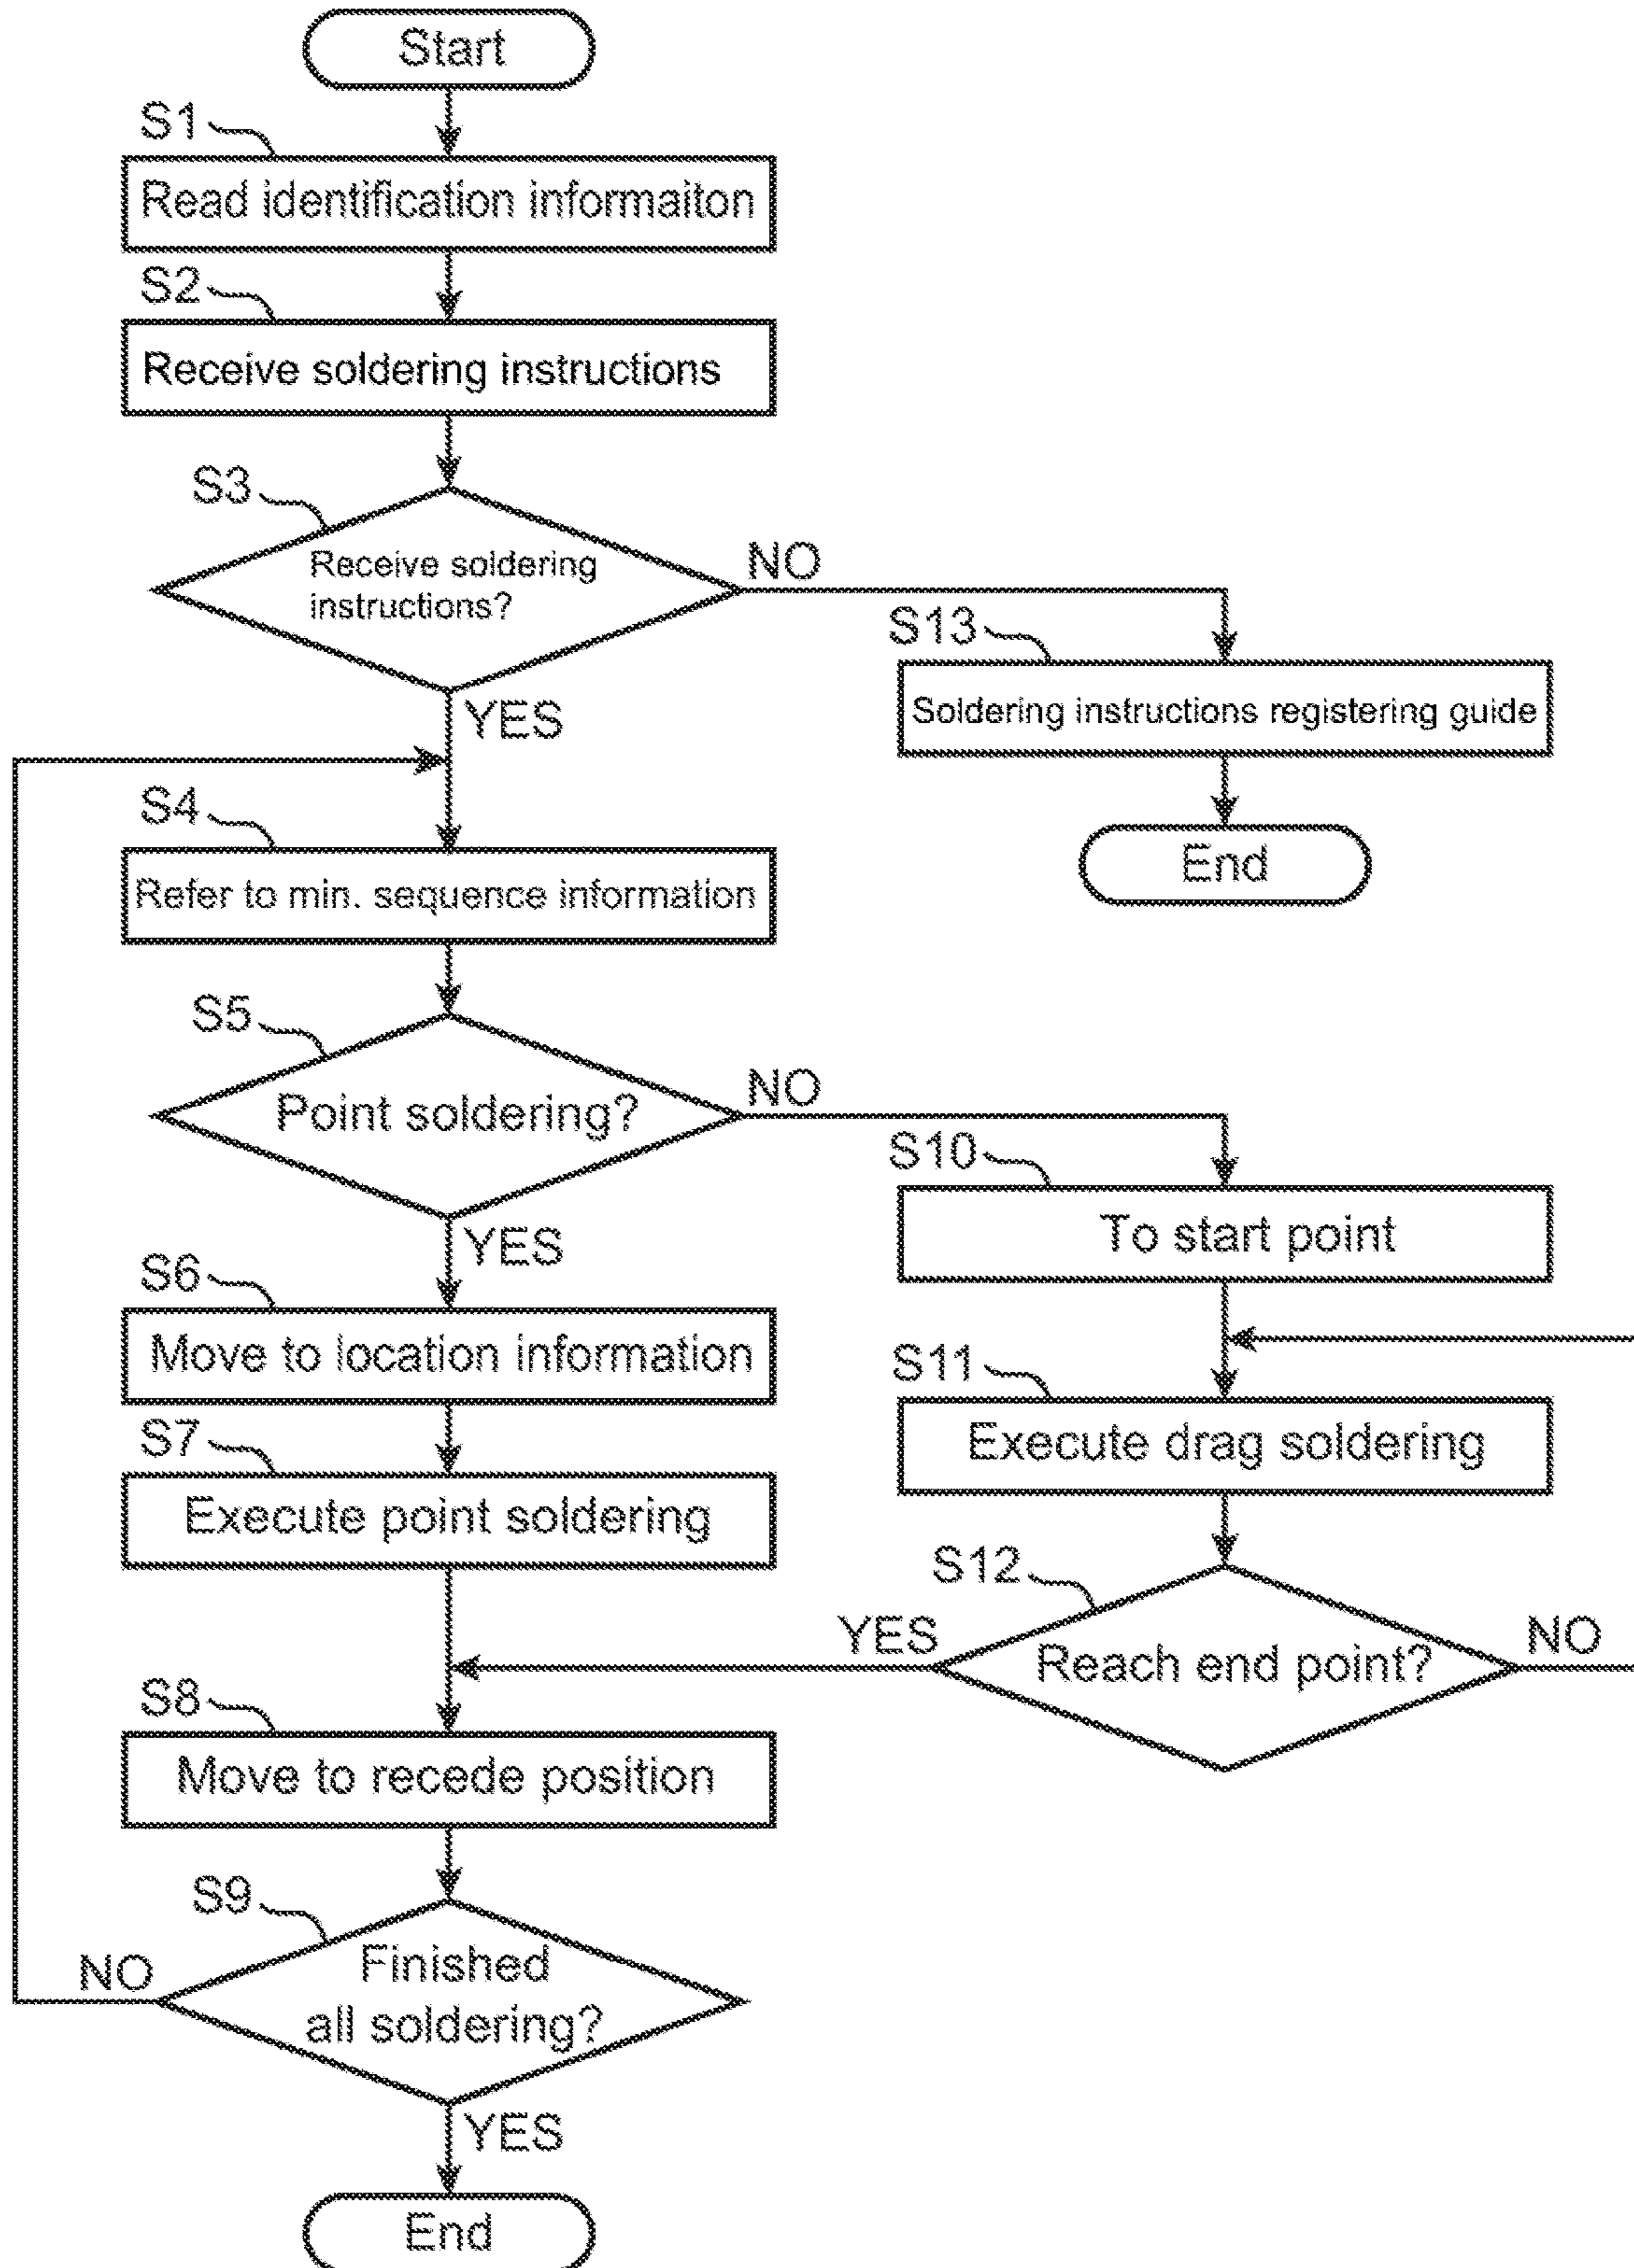 Start
S1
Read identification informaiton
S2
Receive soldering instructions
S3
Receive soldering
instructions?
NO
S13
Soldering instructions registering guide
YES
End
S4
Refer to min. sequence information
S5
Point soldering?
NO
S10
To start point
YES
S6
Move to location information
S11
Execute drag soldering
S7
Execute point soldering
S12
YES
Reach end point?
NO
S8
Move to recede position
S9
NO
Finished
all soldering?
YES
End